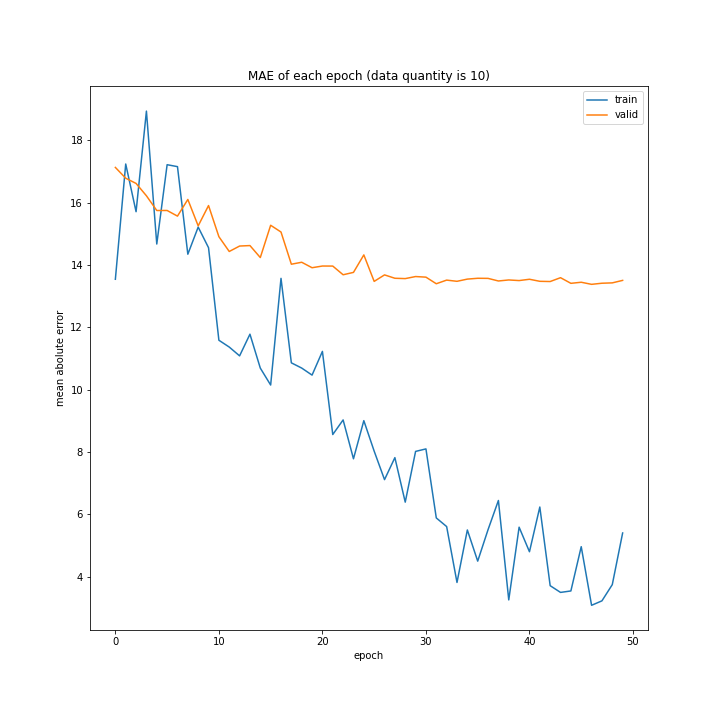 MAE of each epoch (data quantity is 10)
train
valid
18
16
14
12
10
8
6
4
mean abolute error
0
10
20
30
40
50
epoch